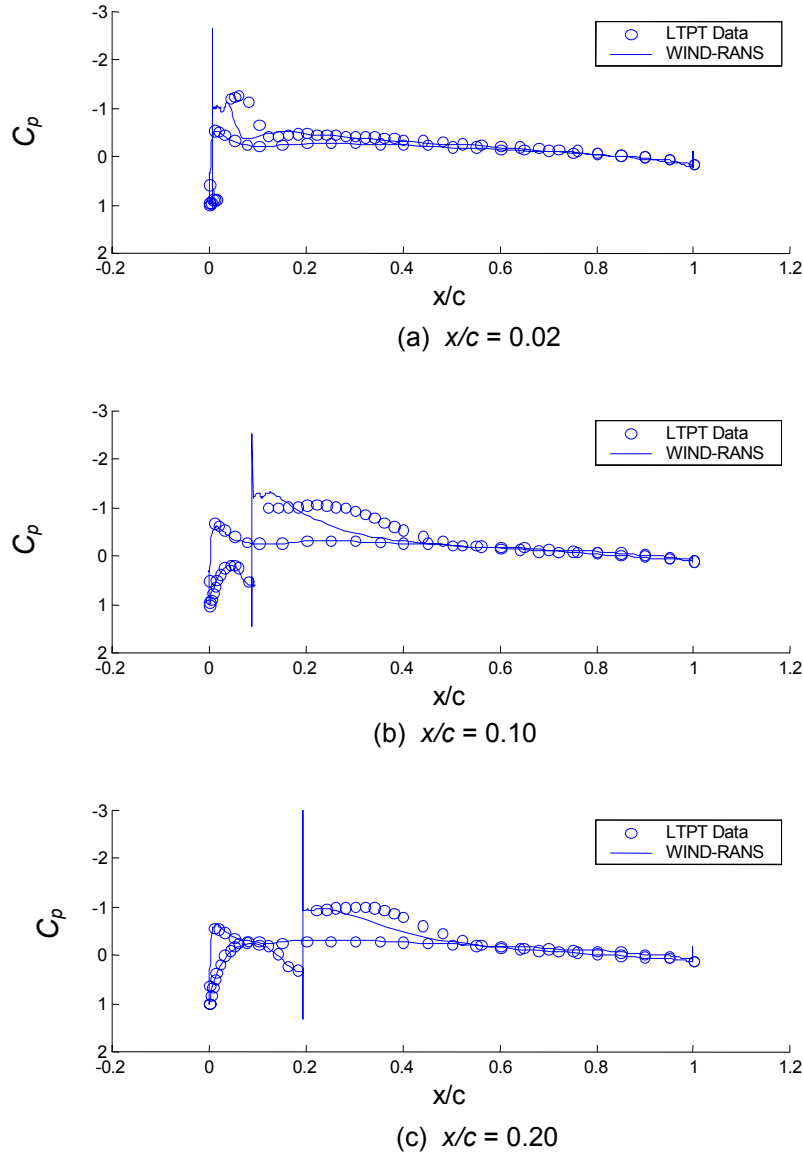 -3
-2
-1
0
1
2
C_p
-0.2 0 0.2 0.4 0.6 0.8 1 1.2
x/c
LTPT Data
WIND-RANS
(a) x/c = 0.02
-3
-2
-1
0
1
2
C_p
-0.2 0 0.2 0.4 0.6 0.8 1 1.2
x/c
LTPT Data
WIND-RANS
(b) x/c = 0.10
-3
-2
-1
0
1
2
C_p
-0.2 0 0.2 0.4 0.6 0.8 1 1.2
x/c
LTPT Data
WIND-RANS
(c) x/c = 0.20